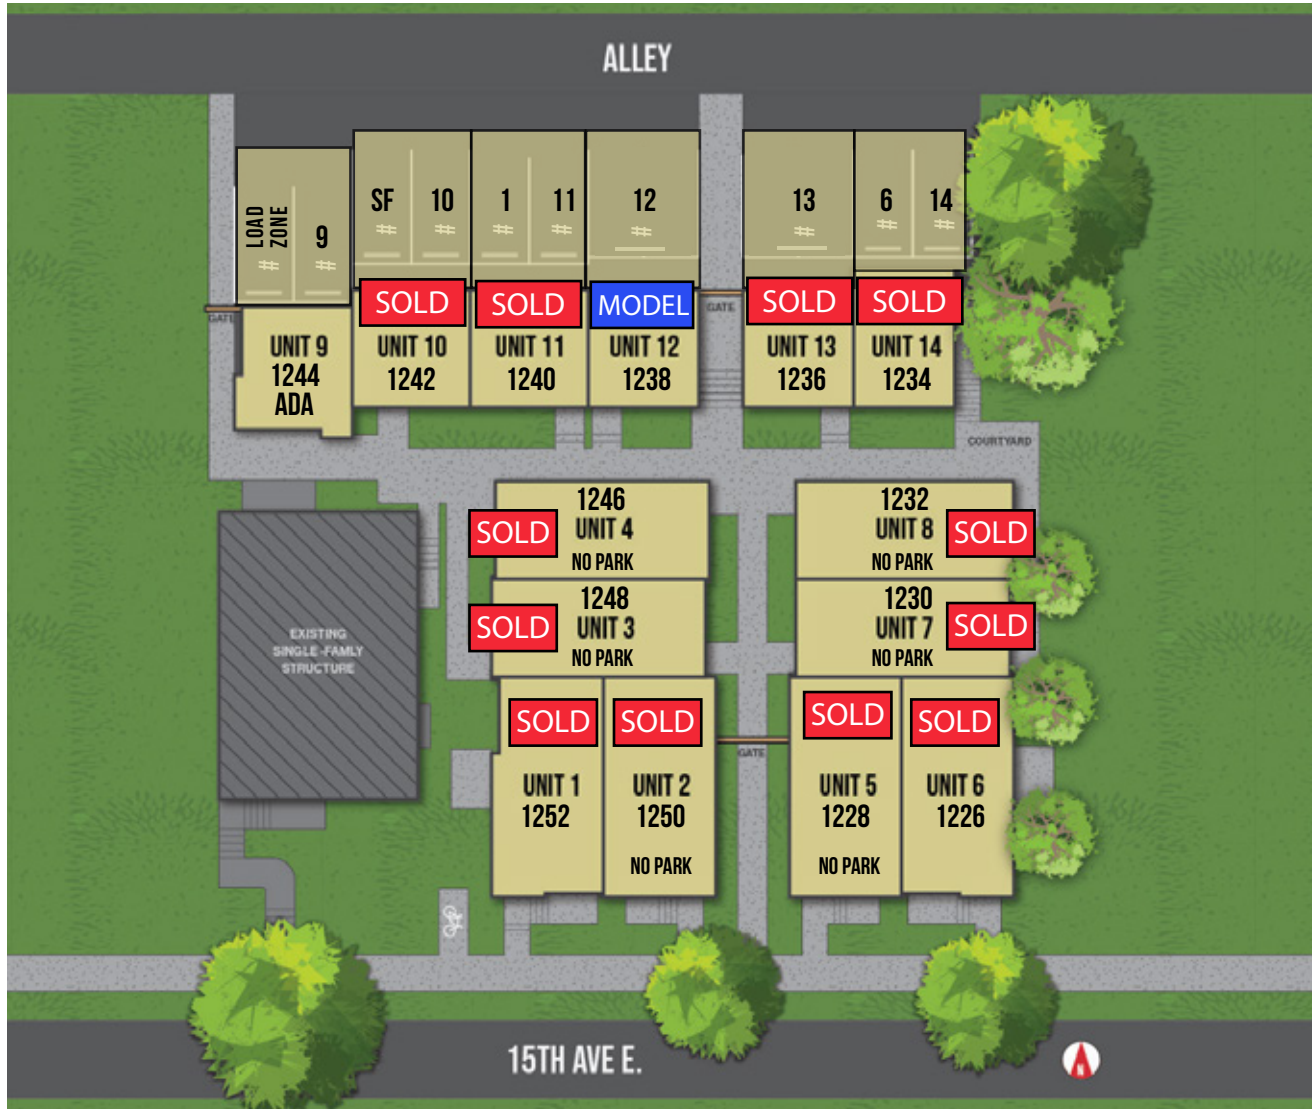 ALLEY
LOAD
ZONE
9
SF
10
1
11
12
13
6
14
SOLD
SOLD
MODEL
SOLD
SOLD
GATE
GATE
UNIT 9
1244
ADA
UNIT 10
1242
UNIT 11
1240
UNIT 12
1238
UNIT 13
1236
UNIT 14
1234
COURTYARD
1246
SOLD
UNIT 4
NO PARK
1232
UNIT 8
SOLD
NO PARK
1248
SOLD
UNIT 3
NO PARK
1230
UNIT 7
SOLD
NO PARK
EXISTING
SINGLE-FAMLY
STRUCTURE
SOLD
UNIT 1
1252
SOLD
UNIT 2
1250
NO PARK
GATE
SOLD
UNIT 5
1228
NO PARK
SOLD
UNIT 6
1226
15TH AVE E.
N